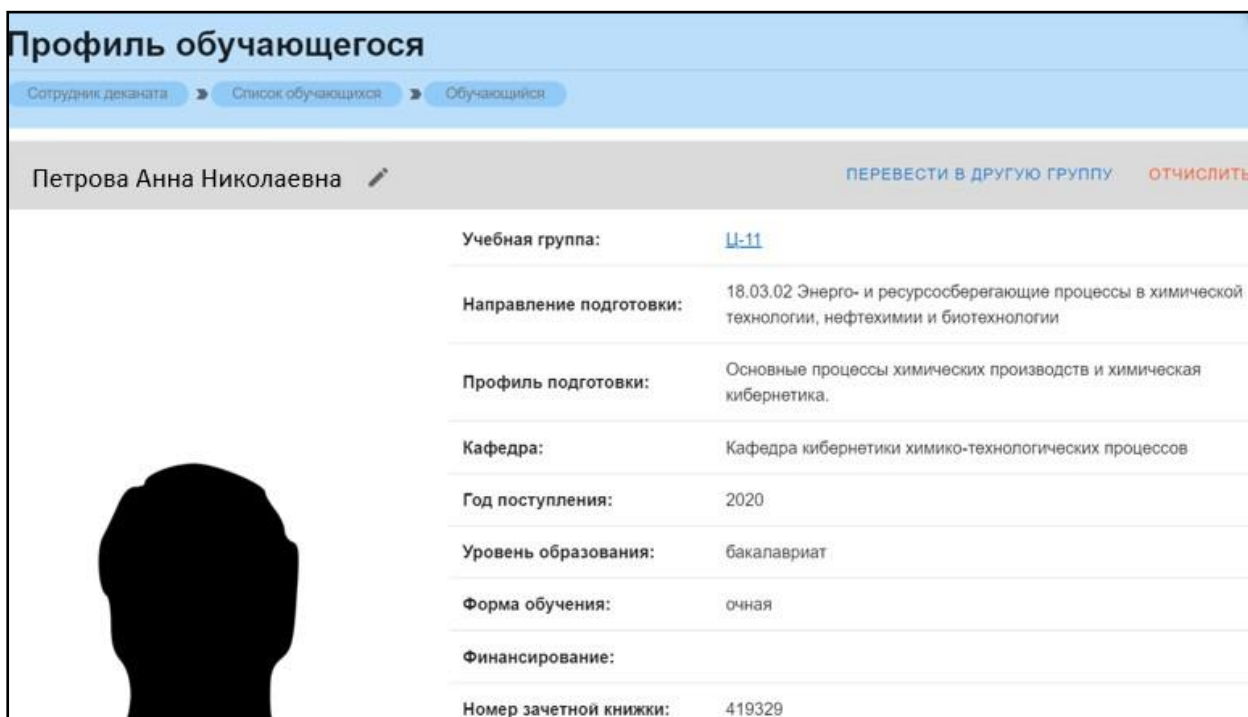 Профиль обучающегося
Сотрудник деканата Список обучающихся Обучающийся
Петрова Анна Николаевна ПЕРЕВЕСТИ В ДРУГУЮ ГРУППУ ОТЧИСЛИТЬ
Учебная группа: Ц-11
Направление подготовки: 18.03.02 Энерго- и ресурсосберегающие процессы в химической
технологии, нефтехимии и биотехнологии
Профиль подготовки: Основные процессы химических производств и химическая
кибернетика.
Кафедра: Кафедра кибернетики химико-технологических процессов
Год поступления: 2020
Уровень образования: бакалавриат
Форма обучения: очная
Финансирование:
Номер зачетной книжки: 419329